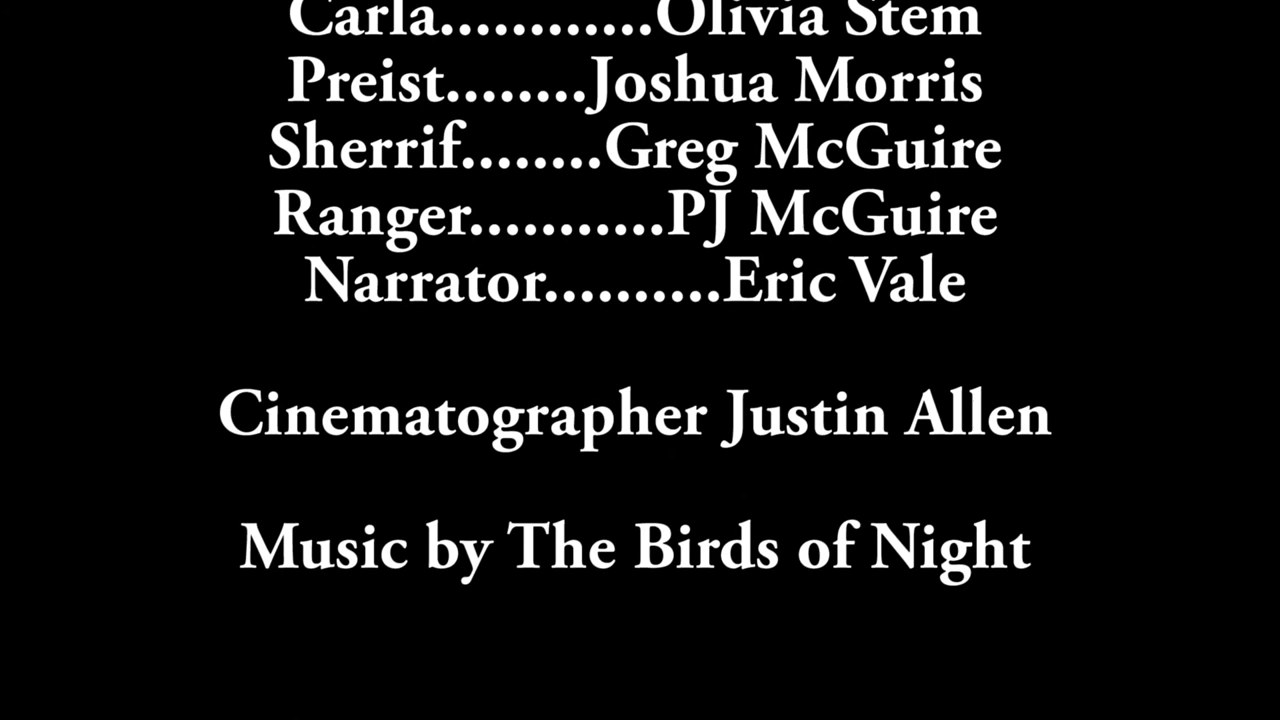 Carla............Olivia Stem
Preist........Joshua Morris
Sherrif........Greg McGuire
Ranger...........PJ McGuire
Narrator..........Eric Vale
Cinematographer Justin Allen
Music by The Birds of Night